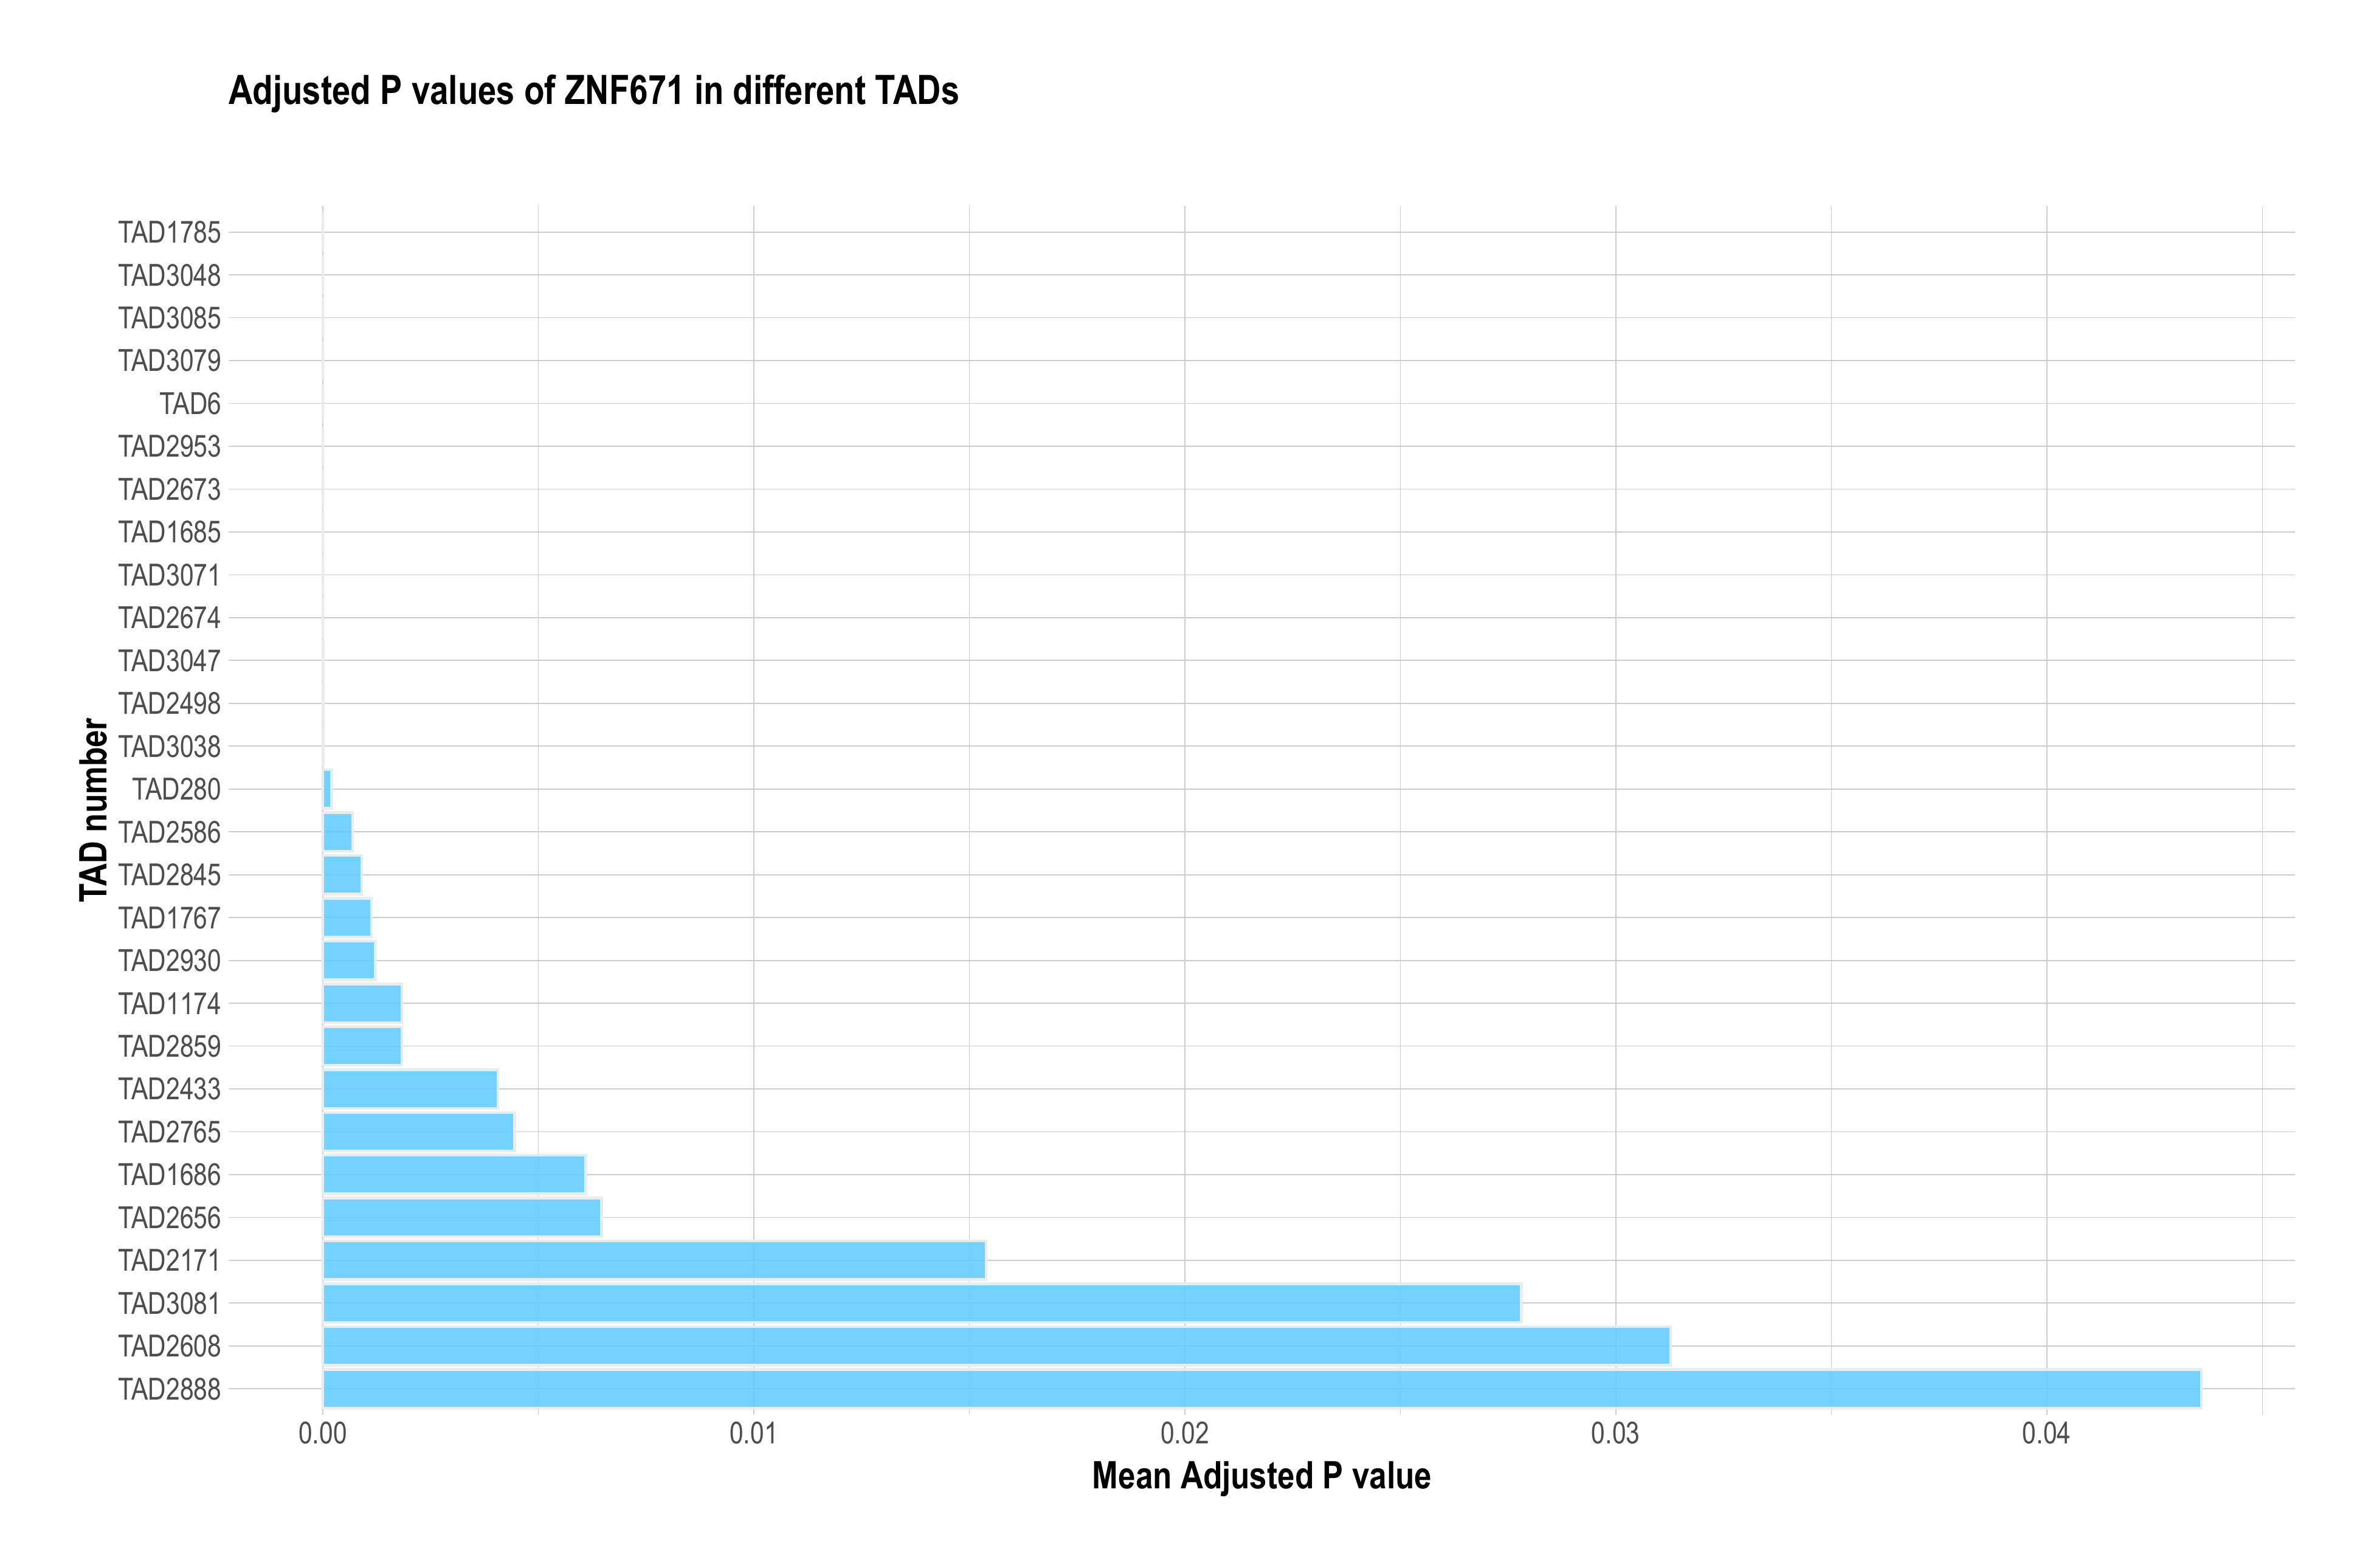 Adjusted P values of ZNF671 in different TADs
TAD number
TAD1785
TAD3048
TAD3085
TAD3079
TAD6
TAD2953
TAD2673
TAD1685
TAD3071
TAD2674
TAD3047
TAD2498
TAD3038
TAD280
TAD2586
TAD2845
TAD1767
TAD2930
TAD1174
TAD2859
TAD2433
TAD2765
TAD1686
TAD2656
TAD2171
TAD3081
TAD2608
TAD2888
0.00 0.01 0.02 0.03 0.04
Mean Adjusted P value